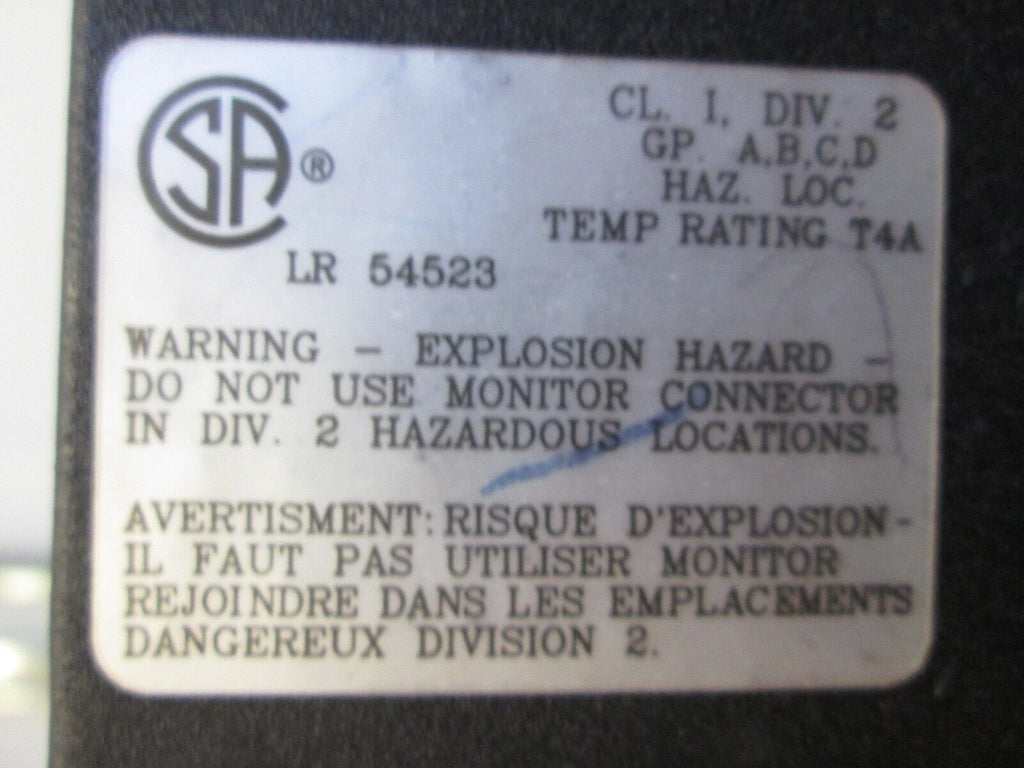 CSA®
CL. I, DIV. 2
GP. A,B,C,D
HAZ. LOC.
TEMP RATING T4A
LR 54523
WARNING - EXPLOSION HAZARD -
DO NOT USE MONITOR CONNECTOR
IN DIV. 2 HAZARDOUS LOCATIONS.
AVERTISMENT: RISQUE D'EXPLOSION-
IL FAUT PAS UTILISER MONITOR
REJOINDRE DANS LES EMPLACEMENTS
DANGEREUX DIVISION 2.